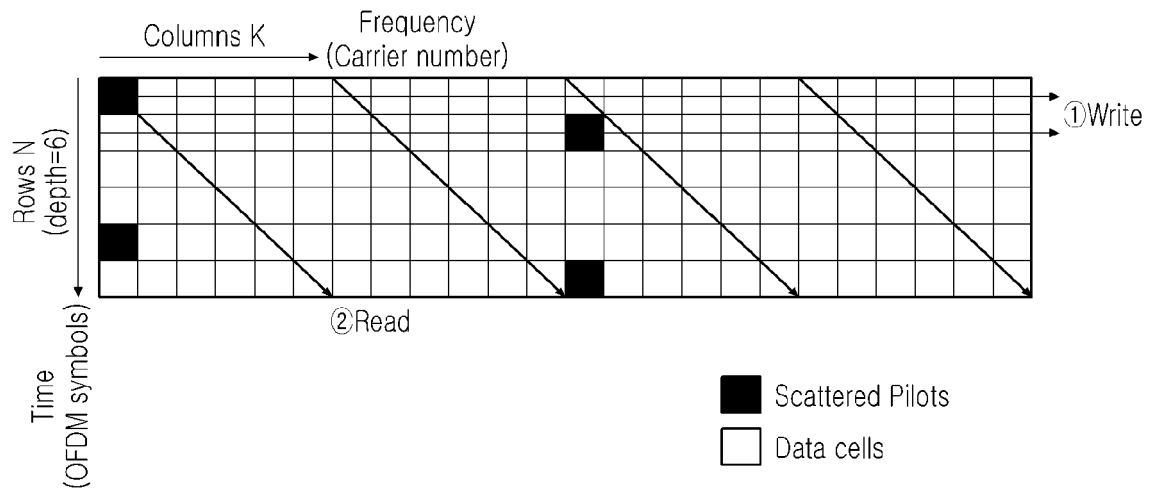 Columns K
Frequency
(Carrier number)
①Write
Rows N
(depth=6)
②Read
Time
(OFDM symbols)
Scattered Pilots
Data cells